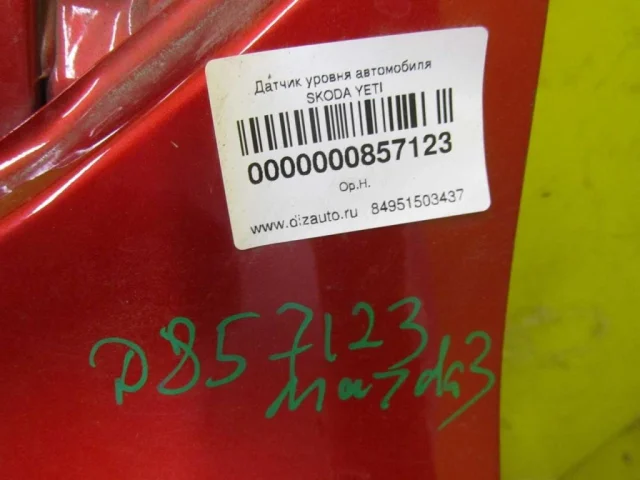 Датчик уровня автомобиля
SKODA YETI
0000000857123
Ор.Н.
www.dizauto.ru 84951503437
D857123
Mazda3